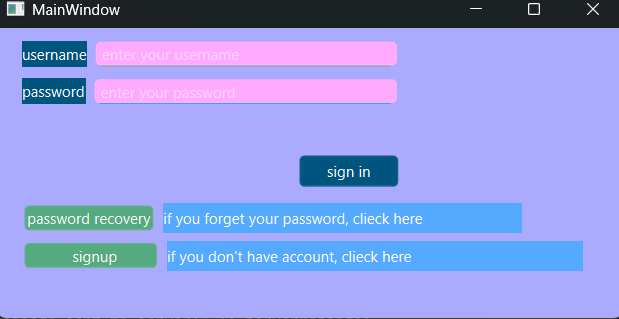 MainWindow
username enter your username
password enter your password
sign in
password recovery if you forget your password, clieck here
signup if you don't have account, clieck here